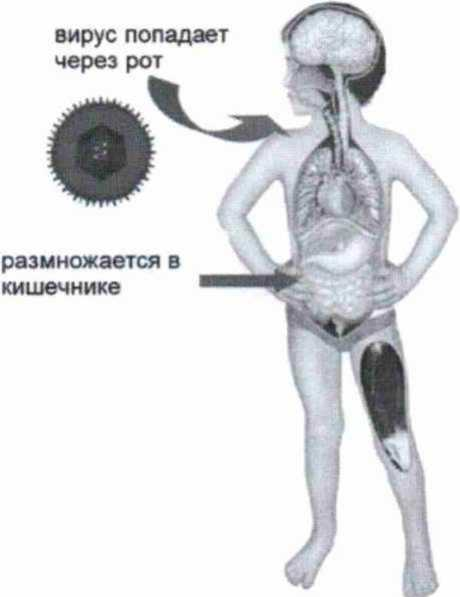 вирус попадает
через рот
размножается в
кишечнике